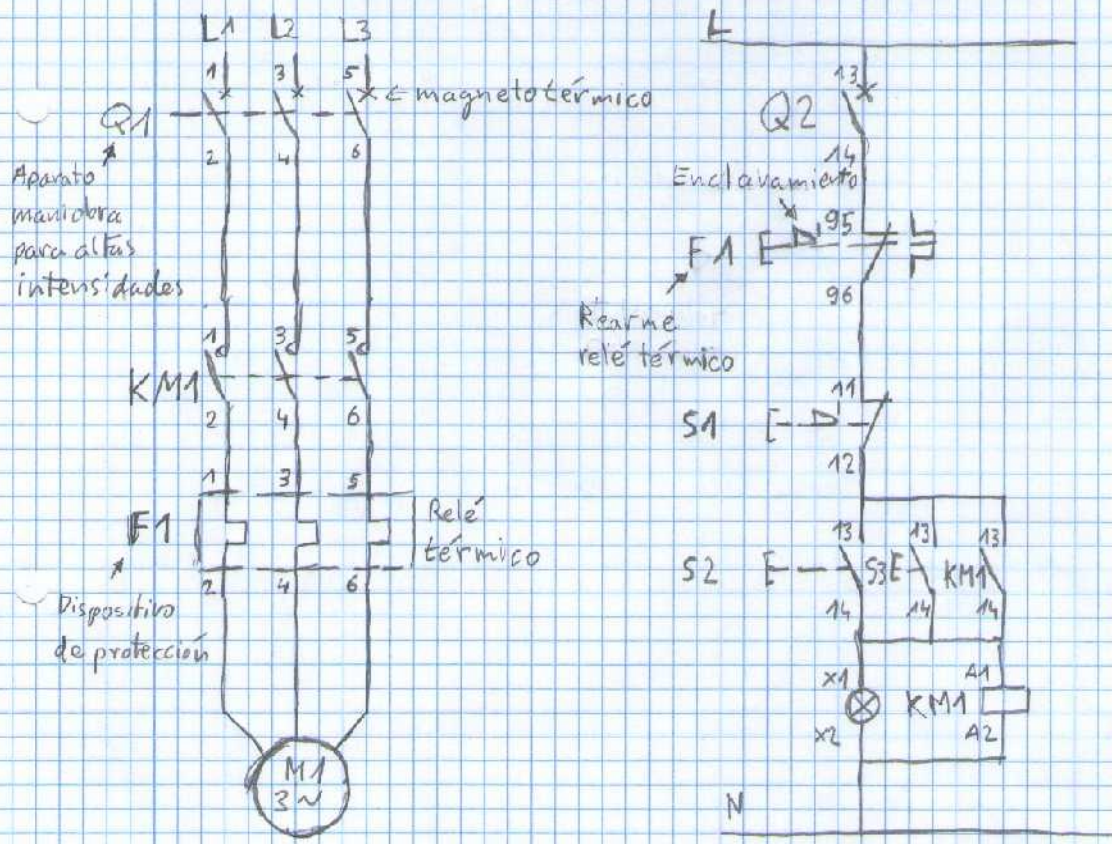 L1 L2 L3
1 3 5
← magnetotérmico
Q1
2 4 6
Aparato
maniobra
para altas
intensidades
1 3 5
KM1
2 4 6
1 3 5
F1
Relé
térmico
2 4 6
Dispositivo
de protección
M1
3~
L
13
Q2
14
Enclavamiento
95
F1
96
Rearme
relé térmico
11
S1
12
13 13 13
S2 S3 KM1
14 14 14
X1 A1
KM1
X2 A2
N